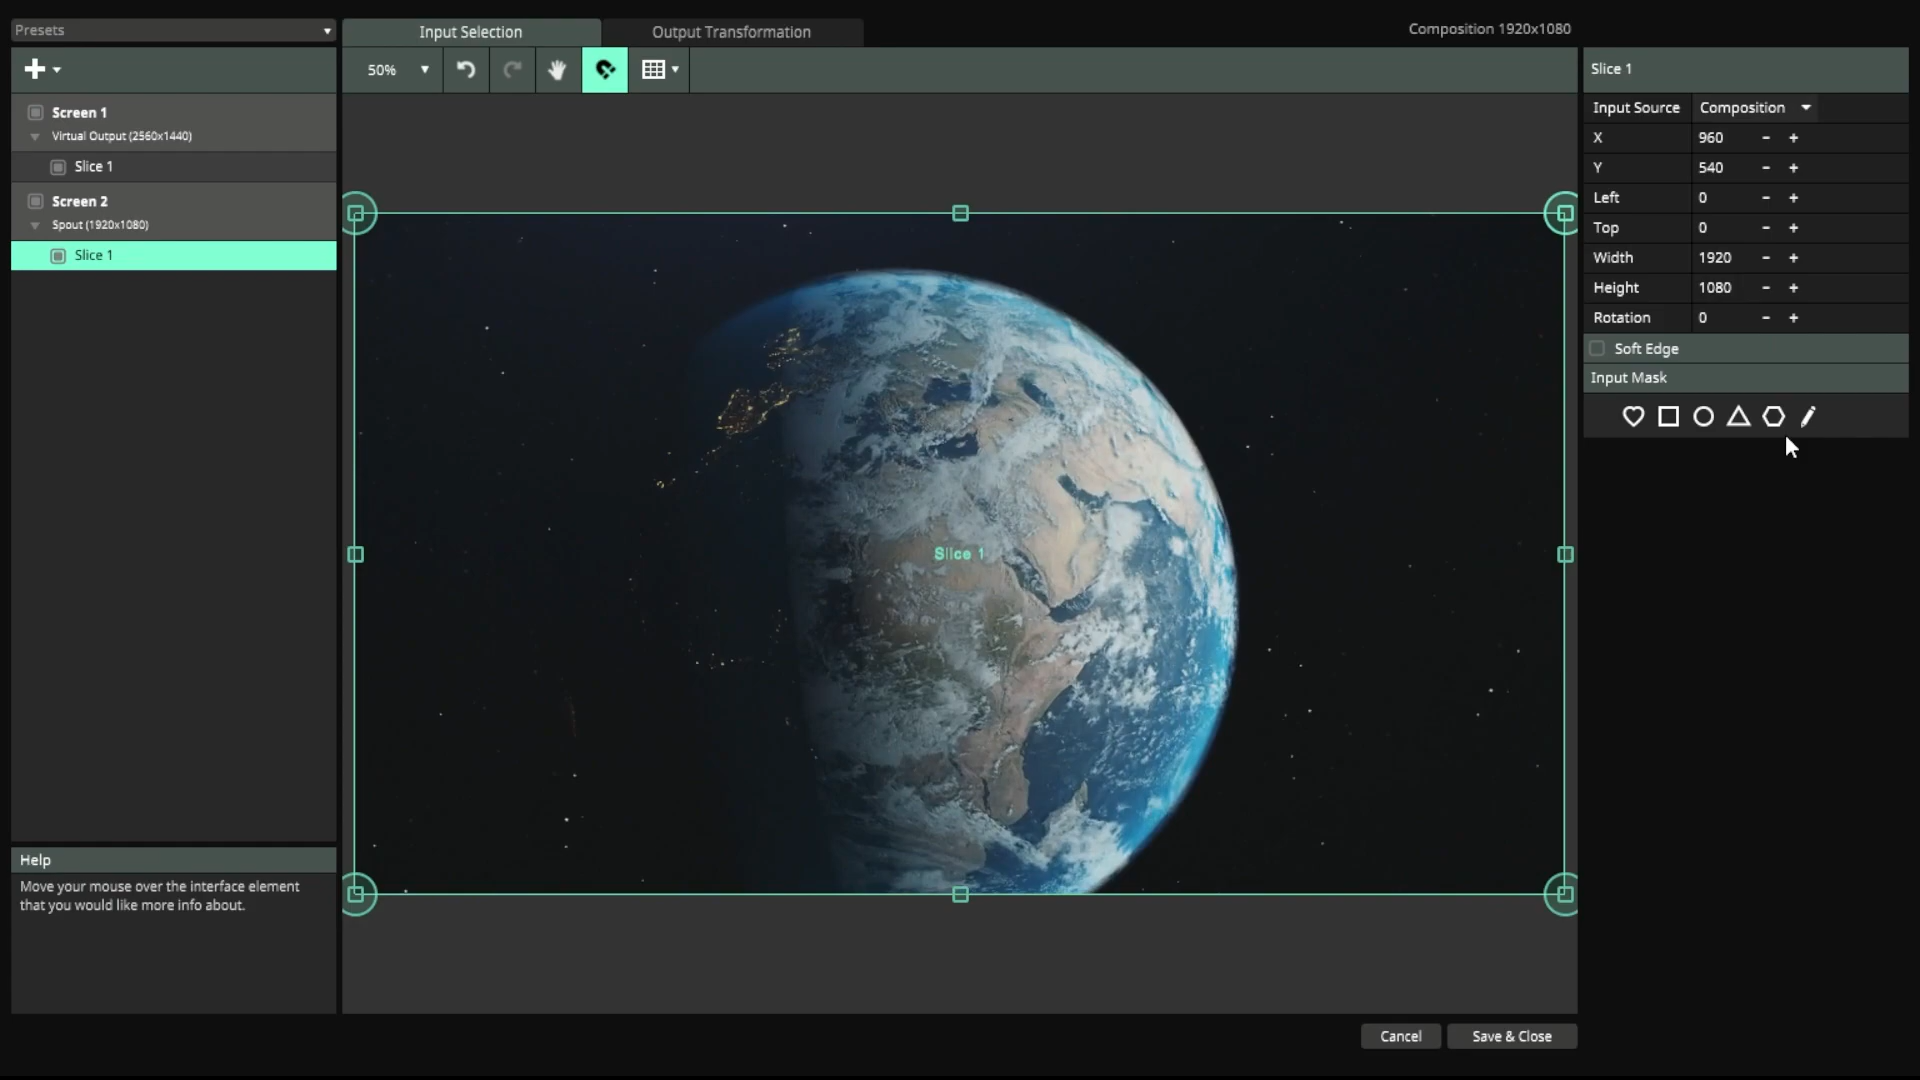 Presets
Input Selection
Output Transformation
Composition 1920x1080
50%
Screen 1
Virtual Output (2560x1440)
Slice 1
Screen 2
Spout (1920x1080)
Slice 1
Slice 1
Slice 1
Input Source Composition
X 960 - +
Y 540 - +
Left 0 - +
Top 0 - +
Width 1920 - +
Height 1080 - +
Rotation 0 - +
Soft Edge
Input Mask
Help
Move your mouse over the interface element
that you would like more info about.
Cancel
Save & Close